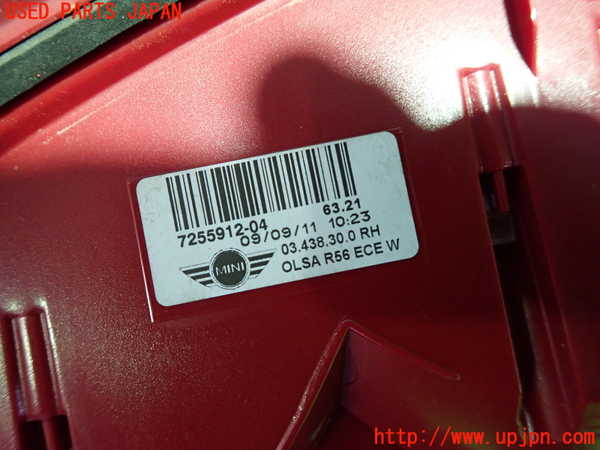 USED PARTS JAPAN
7255912-04
63.21
09/09/11 10:23
03.438.30.0 RH
MINI
OLSA R56 ECE W
http://www.upjpn.com/